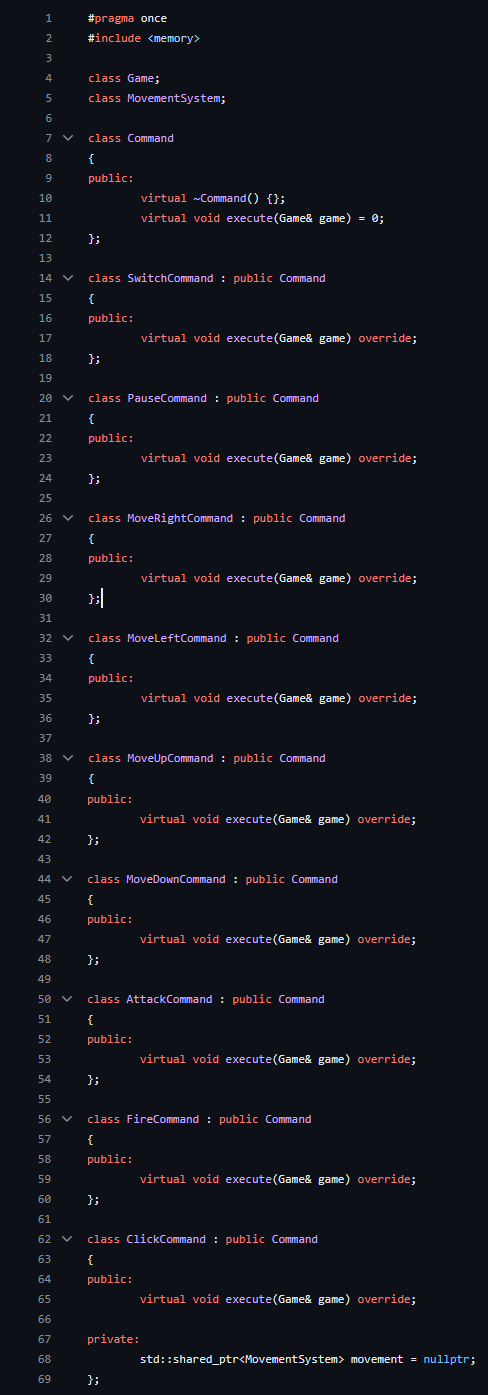 1 #pragma once
2 #include <memory>
3
4 class Game;
5 class MovementSystem;
6
7 class Command
8 {
9 public:
10 virtual ~Command() {};
11 virtual void execute(Game& game) = 0;
12 };
13
14 class SwitchCommand : public Command
15 {
16 public:
17 virtual void execute(Game& game) override;
18 };
19
20 class PauseCommand : public Command
21 {
22 public:
23 virtual void execute(Game& game) override;
24 };
25
26 class MoveRightCommand : public Command
27 {
28 public:
29 virtual void execute(Game& game) override;
30 };
31
32 class MoveLeftCommand : public Command
33 {
34 public:
35 virtual void execute(Game& game) override;
36 };
37
38 class MoveUpCommand : public Command
39 {
40 public:
41 virtual void execute(Game& game) override;
42 };
43
44 class MoveDownCommand : public Command
45 {
46 public:
47 virtual void execute(Game& game) override;
48 };
49
50 class AttackCommand : public Command
51 {
52 public:
53 virtual void execute(Game& game) override;
54 };
55
56 class FireCommand : public Command
57 {
58 public:
59 virtual void execute(Game& game) override;
60 };
61
62 class ClickCommand : public Command
63 {
64 public:
65 virtual void execute(Game& game) override;
66
67 private:
68 std::shared_ptr<MovementSystem> movement = nullptr;
69 };